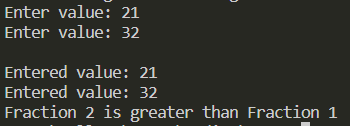 Enter value: 21
Enter value: 32
Entered value: 21
Entered value: 32
Fraction 2 is greater than Fraction 1